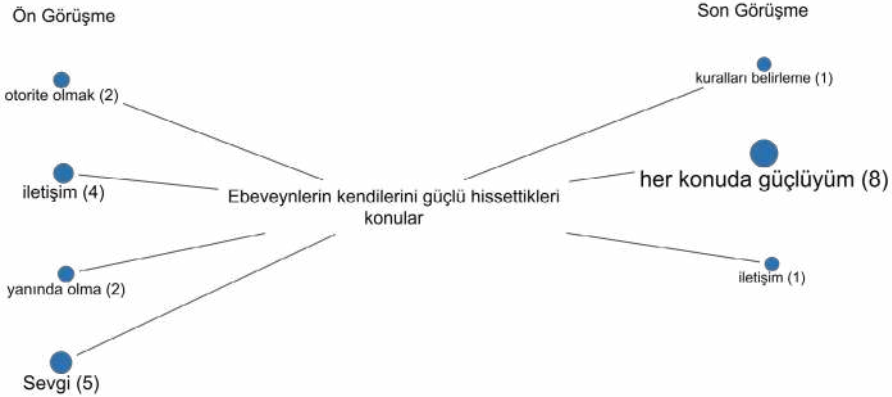 Ön Görüşme
Son Görüşme
otorite olmak (2)
kuralları belirleme (1)
iletişim (4)
her konuda güçlüyüm (8)
Ebeveynlerin kendilerini güçlü hissettikleri
konular
yanında olma (2)
iletişim (1)
Sevgi (5)